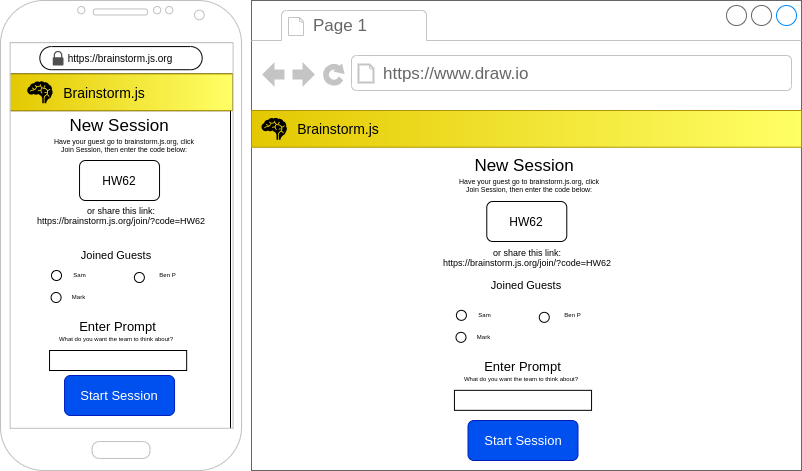 https://brainstorm.js.org
Brainstorm.js
New Session
Have your guest go to brainstorm.js.org, click
Join Session, then enter the code below:
HW62
or share this link:
https://brainstorm.js.org/join/?code=HW62
Joined Guests
Sam
Ben P
Mark
Enter Prompt
What do you want the team to think about?
Start Session
Page 1
https://www.draw.io
Brainstorm.js
New Session
Have your guest go to brainstorm.js.org, click
Join Session, then enter the code below:
HW62
or share this link:
https://brainstorm.js.org/join/?code=HW62
Joined Guests
Sam
Ben P
Mark
Enter Prompt
What do you want the team to think about?
Start Session